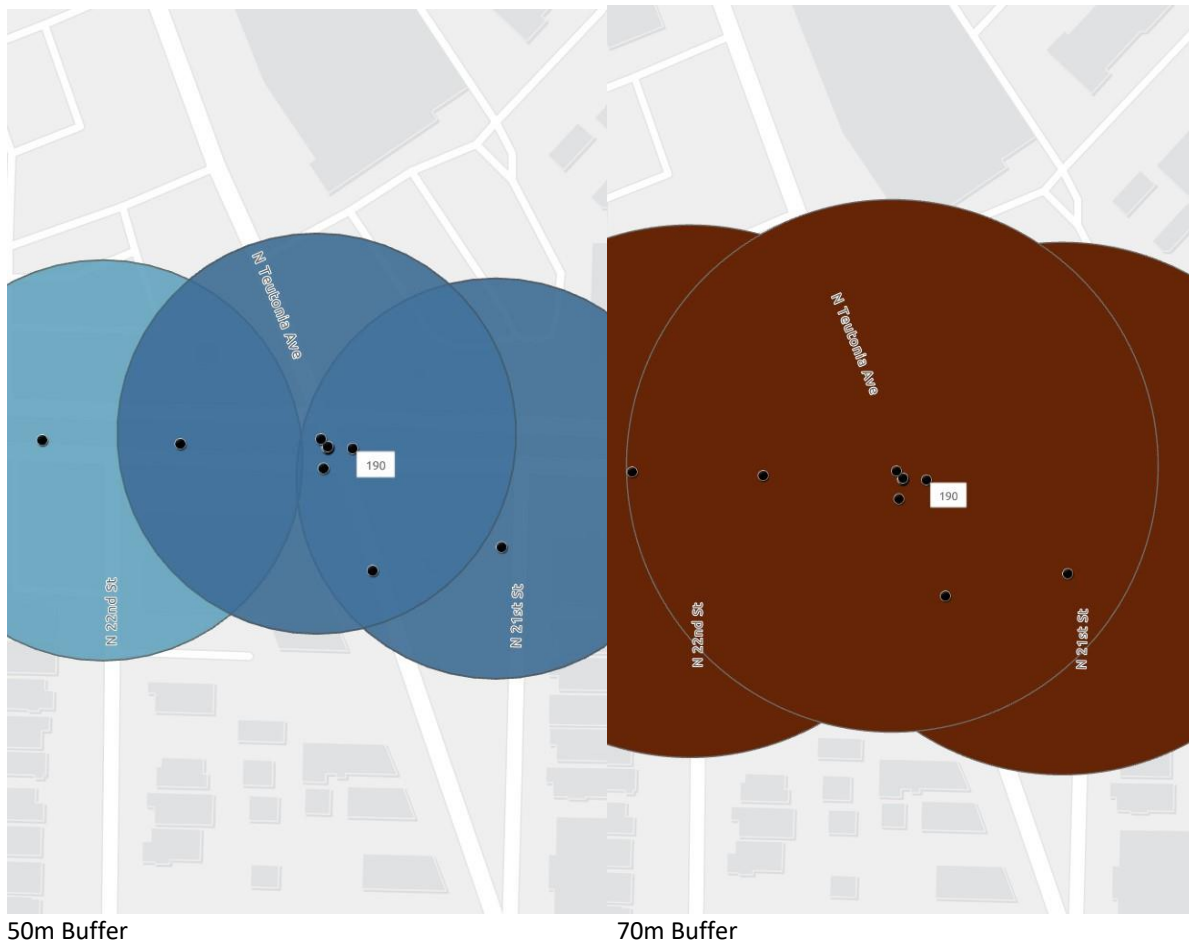 N Teutonia Ave
190
N 22nd St
N 21st St
N Teutonia Ave
190
N 22nd St
N 21st St
50m Buffer
70m Buffer